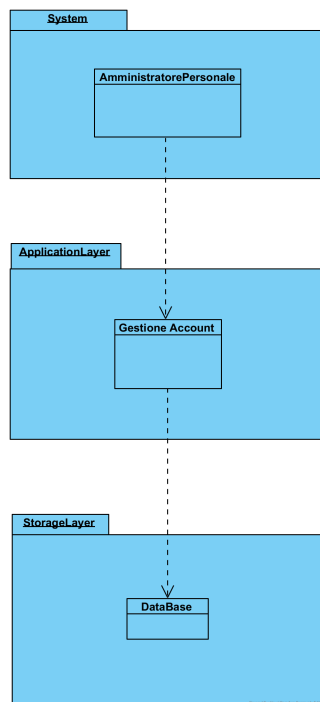 System
AmministratorePersonale
ApplicationLayer
Gestione Account
StorageLayer
DataBase